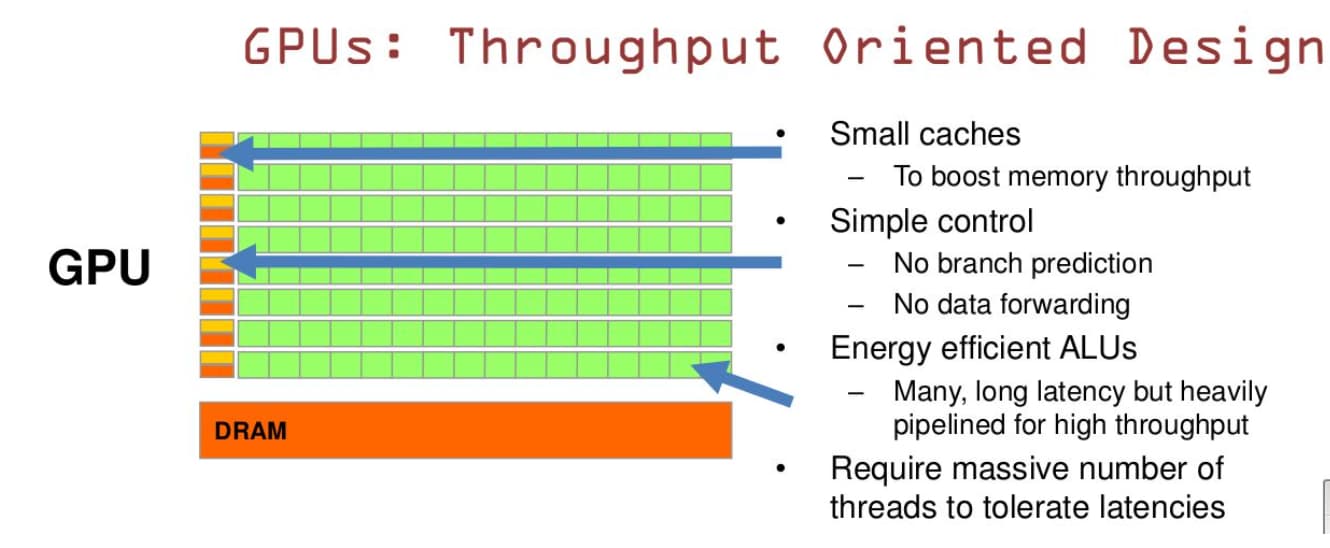 GPUs: Throughput Oriented Design
GPU
DRAM
• Small caches
– To boost memory throughput
• Simple control
– No branch prediction
– No data forwarding
• Energy efficient ALUs
– Many, long latency but heavily
pipelined for high throughput
• Require massive number of
threads to tolerate latencies